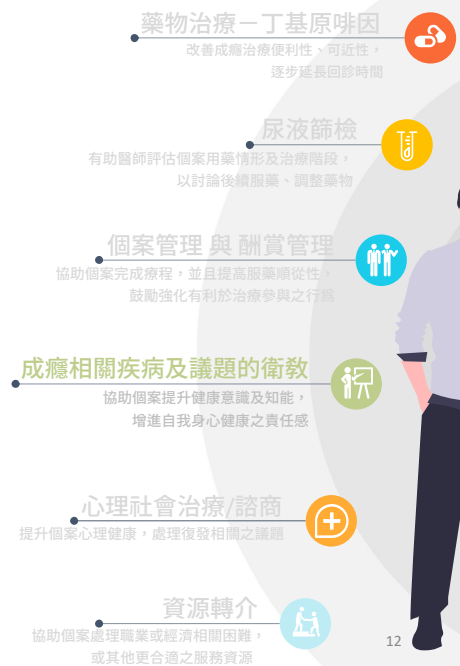 藥物治療－丁基原啡因
改善成癮治療便利性、可近性，
逐步延長回診時間
尿液篩檢
有助醫師評估個案用藥情形及治療階段，
以討論後續服藥、調整藥物
個案管理 與 酬賞管理
協助個案完成療程，並且提高服藥順從性，
鼓勵強化有利於治療參與之行為
成癮相關疾病及議題的衛教
協助個案提升健康意識及知能，
增進自我身心健康之責任感
心理社會治療/諮商
提升個案心理健康，處理復發相關之議題
資源轉介
協助個案處理職業或經濟相關困難，
或其他更合適之服務資源
12